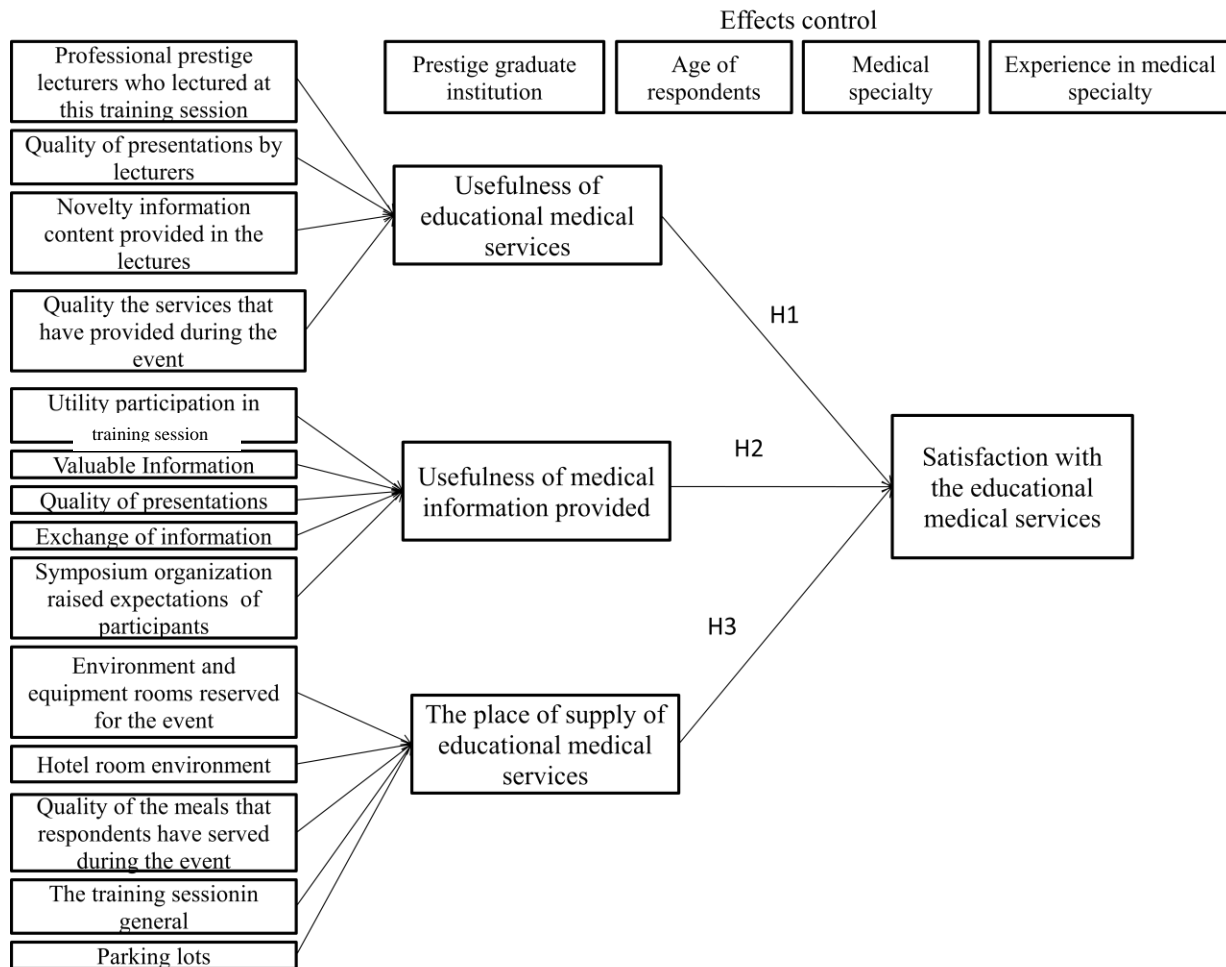 Effects control
Prestige graduate
institution
Age of
respondents
Medical
specialty
Experience in medical
specialty
Professional prestige
lecturers who lectured at
this training session
Quality of presentations by
lecturers
Novelty information
content provided in the
lectures
Quality the services that
have provided during the
event
Utility participation in
training session
Valuable Information
Quality of presentations
Exchange of information
Symposium organization
raised expectations of
participants
Environment and
equipment rooms reserved
for the event
Hotel room environment
Quality of the meals that
respondents have served
during the event
The training sessionin
general
Parking lots
Usefulness of
educational medical
services
Usefulness of medical
information provided
The place of supply of
educational medical
services
H1
H2
H3
Satisfaction with
the educational
medical services